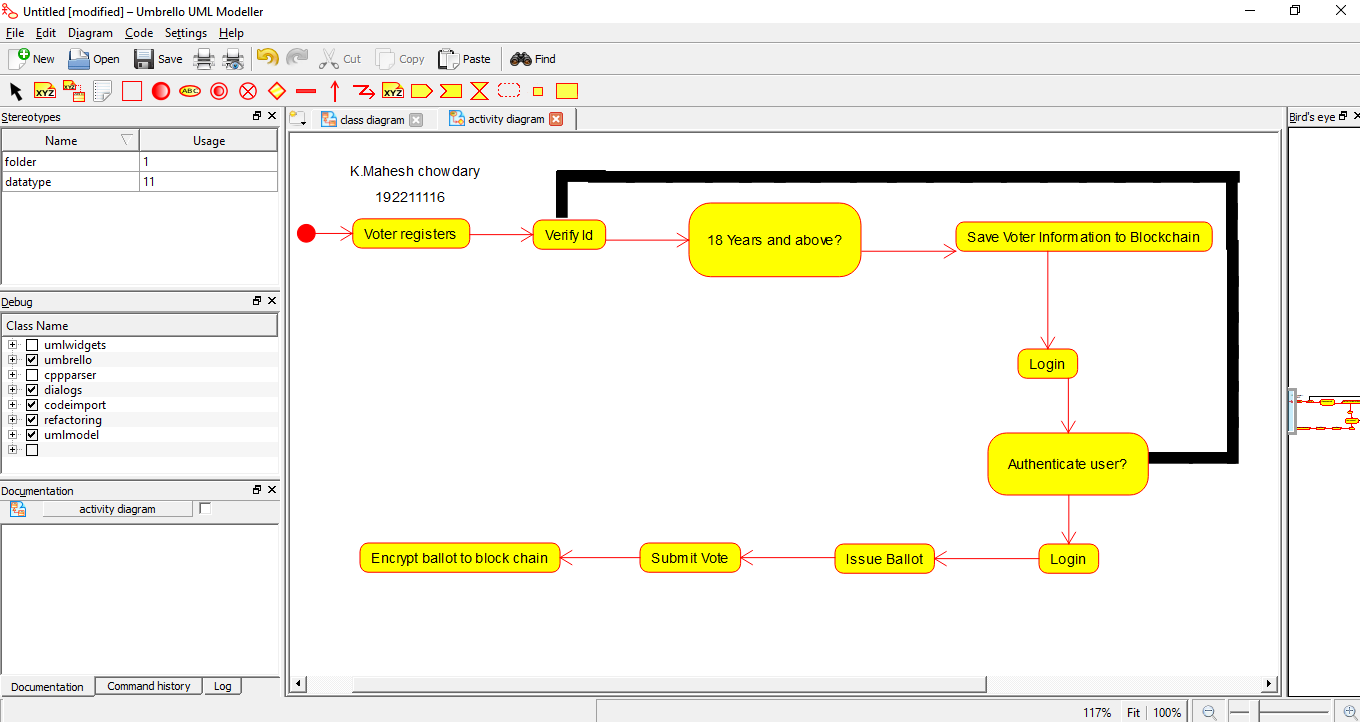 Untitled [modified] – Umbrello UML Modeller
File Edit Diagram Code Settings Help
New Open Save Cut Copy Paste Find
XYZ XYZ ABC XYZ
Stereotypes
Name Usage
folder 1
datatype 11
Debug
Class Name
umlwidgets
umbrello
cppparser
dialogs
codeimport
refactoring
umlmodel
Documentation
activity diagram
Documentation Command history Log
class diagram activity diagram
K.Mahesh chowdary
192211116
Voter registers
Verify Id
18 Years and above?
Save Voter Information to Blockchain
Login
Authenticate user?
Login
Issue Ballot
Submit Vote
Encrypt ballot to block chain
Bird's eye
117% Fit 100%